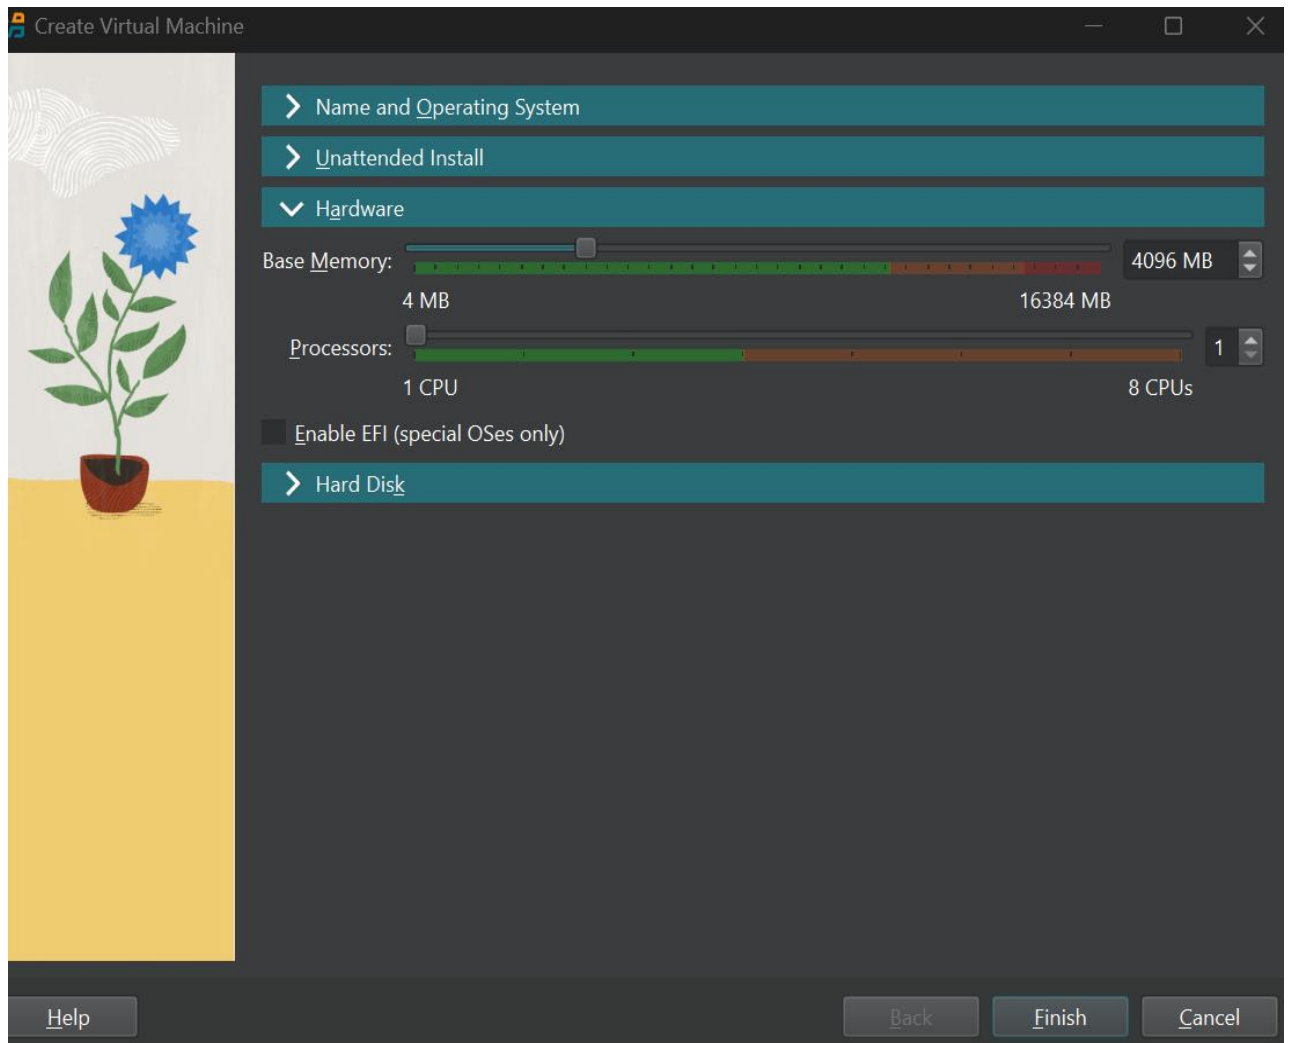 Create Virtual Machine
Name and Operating System
Unattended Install
Hardware
Base Memory: 4096 MB
4 MB 16384 MB
Processors: 1
1 CPU 8 CPUs
Enable EFI (special OSes only)
Hard Disk
Help Back Finish Cancel